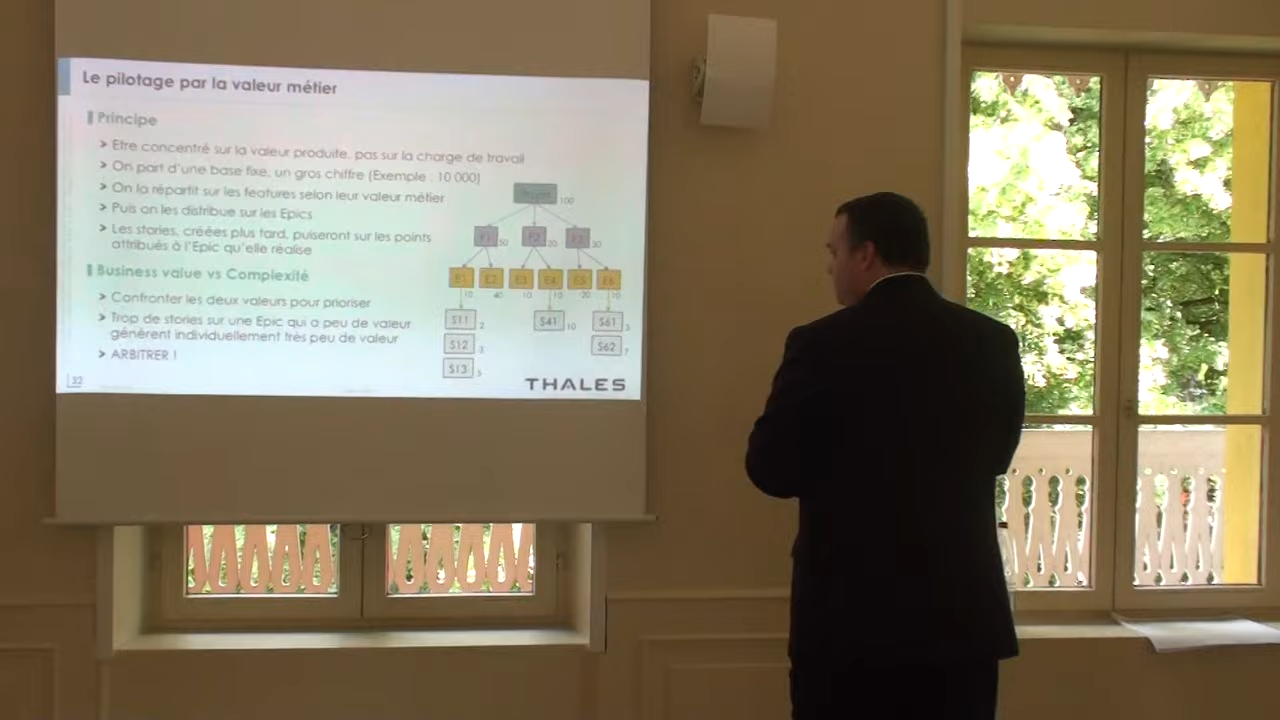 Le pilotage par la valeur métier
Principe
> Etre concentré sur la valeur produite, pas sur la charge de travail
> On part d'une base fixe, un gros chiffre (Exemple : 10 000)
> On la répartit sur les features selon leur valeur métier
> Puis on les distribue sur les Epics
> Les stories, créées plus tard, puiseront sur les points
attribués à l'Epic qu'elle réalise
Business value vs Complexité
> Confronter les deux valeurs pour prioriser
> Trop de stories sur une Epic qui a peu de valeur
génèrent individuellement très peu de valeur
> ARBITRER !
100
F1 50 F2 20 F3 30
E1 E2 E3 E4 E5 E6
10 40 10 10 20 10
S11 2 S41 10 S61 3
S12 3 S62 7
S13 5
32
THALES